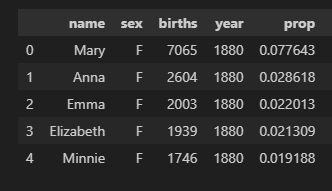 name sex births year prop
0 Mary F 7065 1880 0.077643
1 Anna F 2604 1880 0.028618
2 Emma F 2003 1880 0.022013
3 Elizabeth F 1939 1880 0.021309
4 Minnie F 1746 1880 0.019188